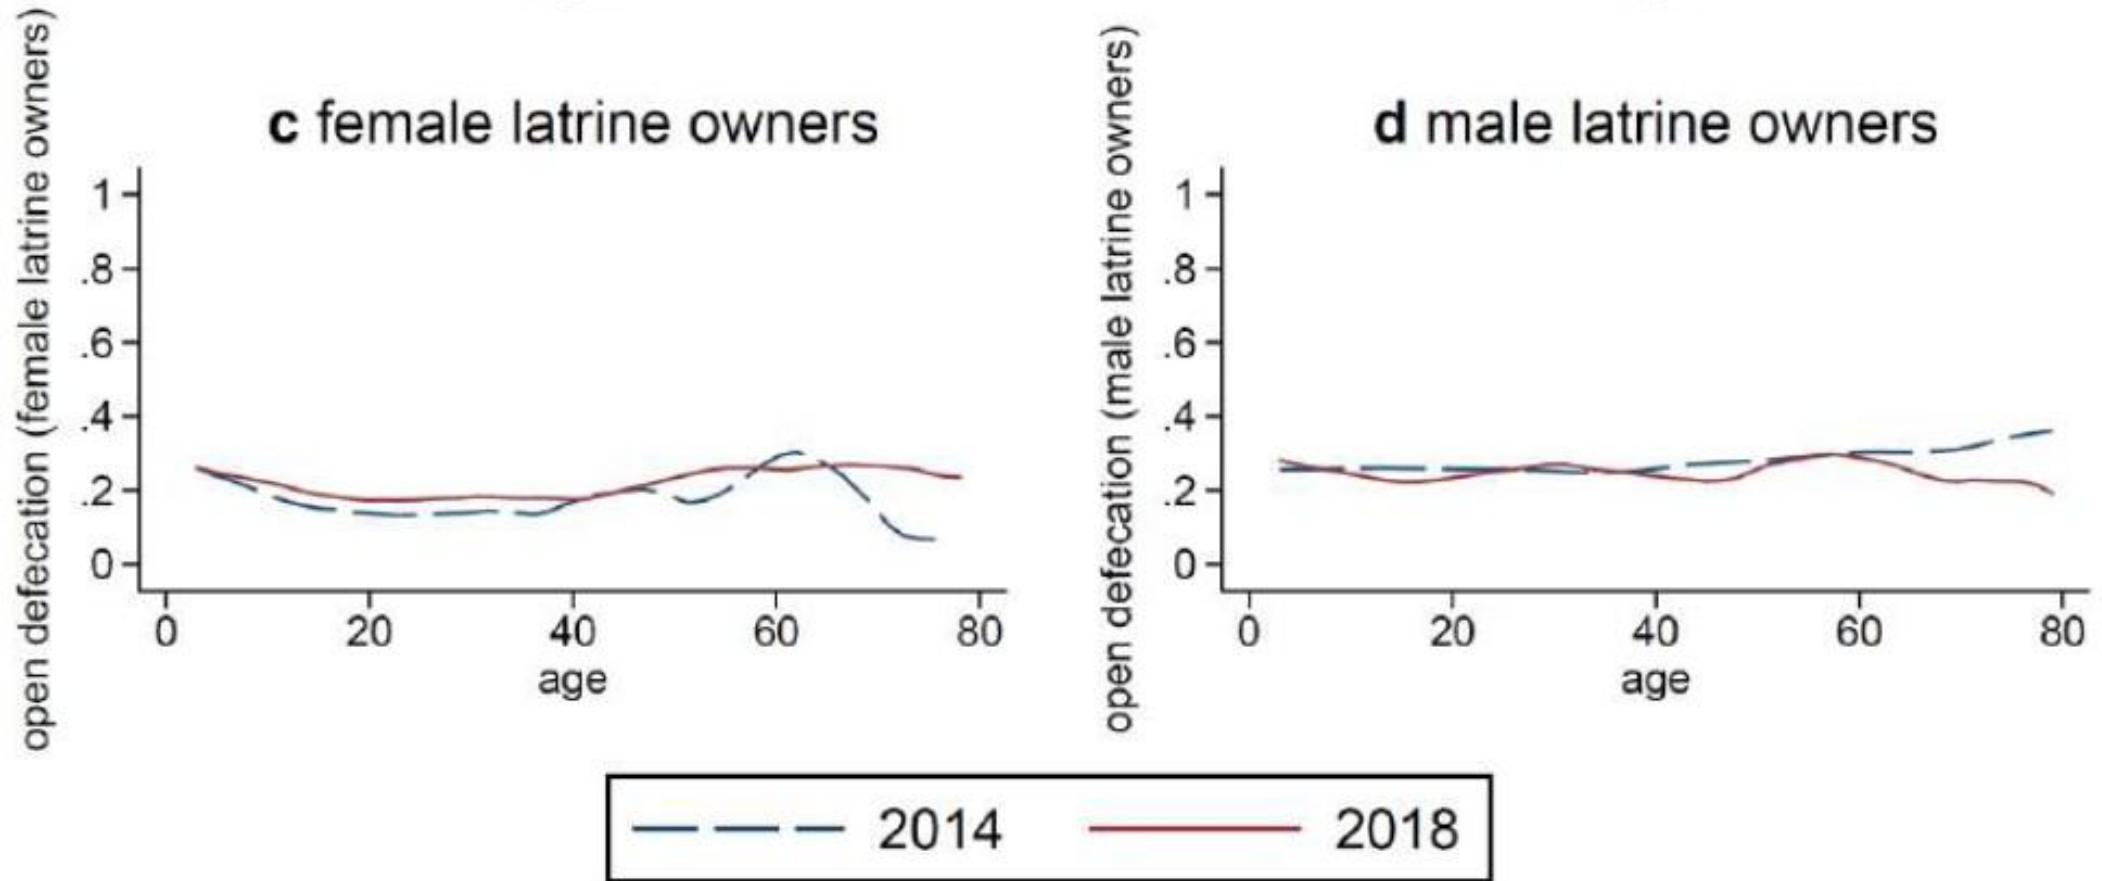 open defecation (female latrine owners)
c female latrine owners
1
.8
.6
.4
.2
0
0 20 40 60 80
age
open defecation (male latrine owners)
d male latrine owners
1
.8
.6
.4
.2
0
0 20 40 60 80
age
2014 2018